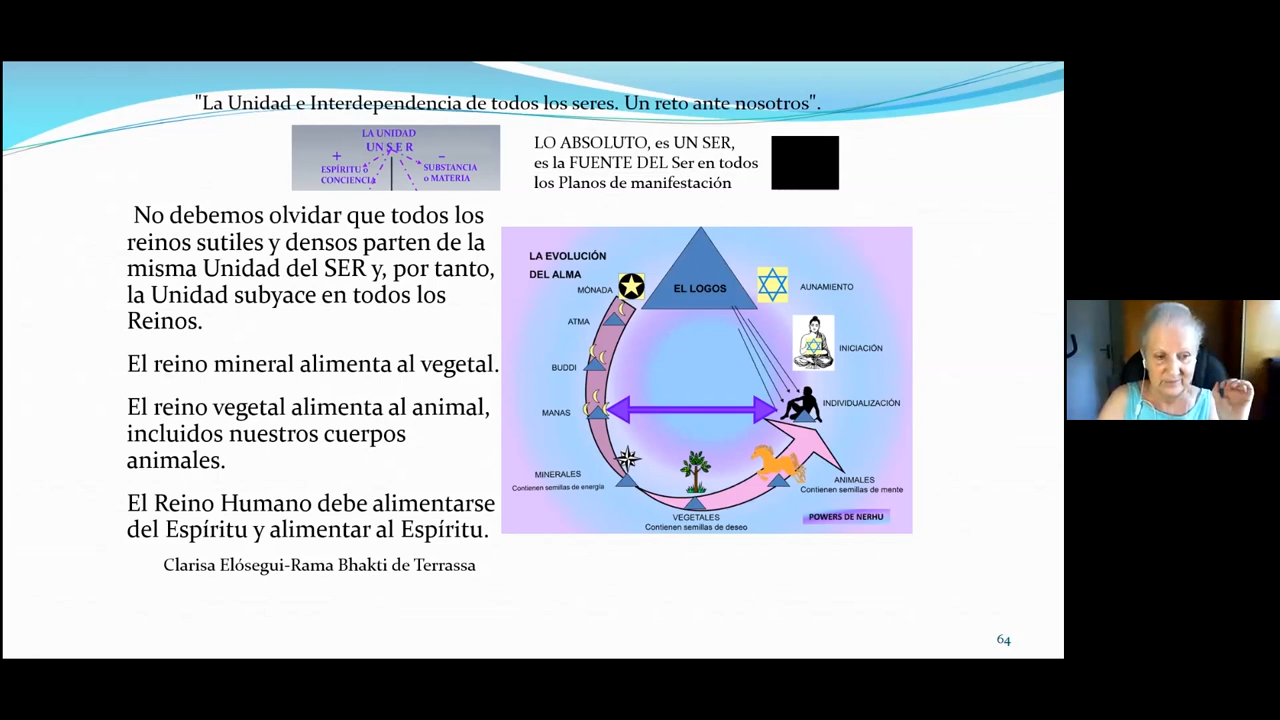 "La Unidad e Interdependencia de todos los seres. Un reto ante nosotros".
LA UNIDAD
UN SER
+
ESPÍRITU o
CONCIENCIA
–
SUBSTANCIA
o MATERIA
LO ABSOLUTO, es UN SER,
es la FUENTE DEL Ser en todos
los Planos de manifestación
No debemos olvidar que todos los
reinos sutiles y densos parten de la
misma Unidad del SER y, por tanto,
la Unidad subyace en todos los
Reinos.
El reino mineral alimenta al vegetal.
El reino vegetal alimenta al animal,
incluidos nuestros cuerpos
animales.
El Reino Humano debe alimentarse
del Espíritu y alimentar al Espíritu.
Clarisa Elósegui-Rama Bhakti de Terrassa
LA EVOLUCIÓN
DEL ALMA
EL LOGOS
MÓNADA
ATMA
BUDDI
MANAS
MINERALES
Contienen semillas de energía
VEGETALES
Contienen semillas de deseo
ANIMALES
Contienen semillas de mente
INDIVIDUALIZACIÓN
INICIACIÓN
AUNAMIENTO
POWERS DE NERHU
64